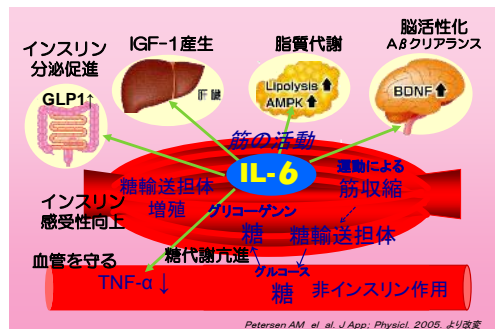 インスリン
分泌促進
IGF-1産生
脂質代謝
脳活性化
Aβクリアランス
GLP1↑
肝臓
Lipolysis ↑
AMPK ↑
BDNF ↑
筋の活動
IL-6
運動による
筋収縮
糖輸送担体
増殖
グリコーゲンン
糖
糖輸送担体
インスリン
感受性向上
糖代謝亢進
グルコース
血管を守る
TNF-α ↓
糖
非インスリン作用
Petersen AM el al. J App; Physicl. 2005. より改変